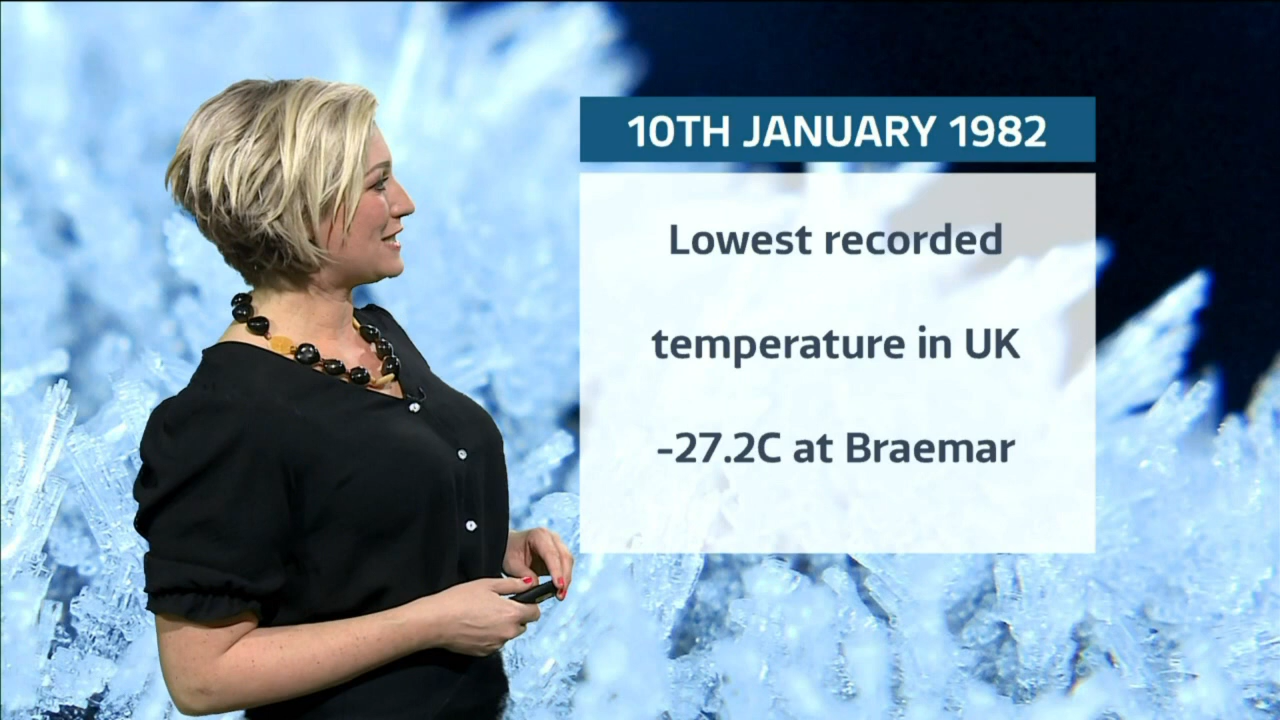 10TH JANUARY 1982
Lowest recorded
temperature in UK
-27.2C at Braemar